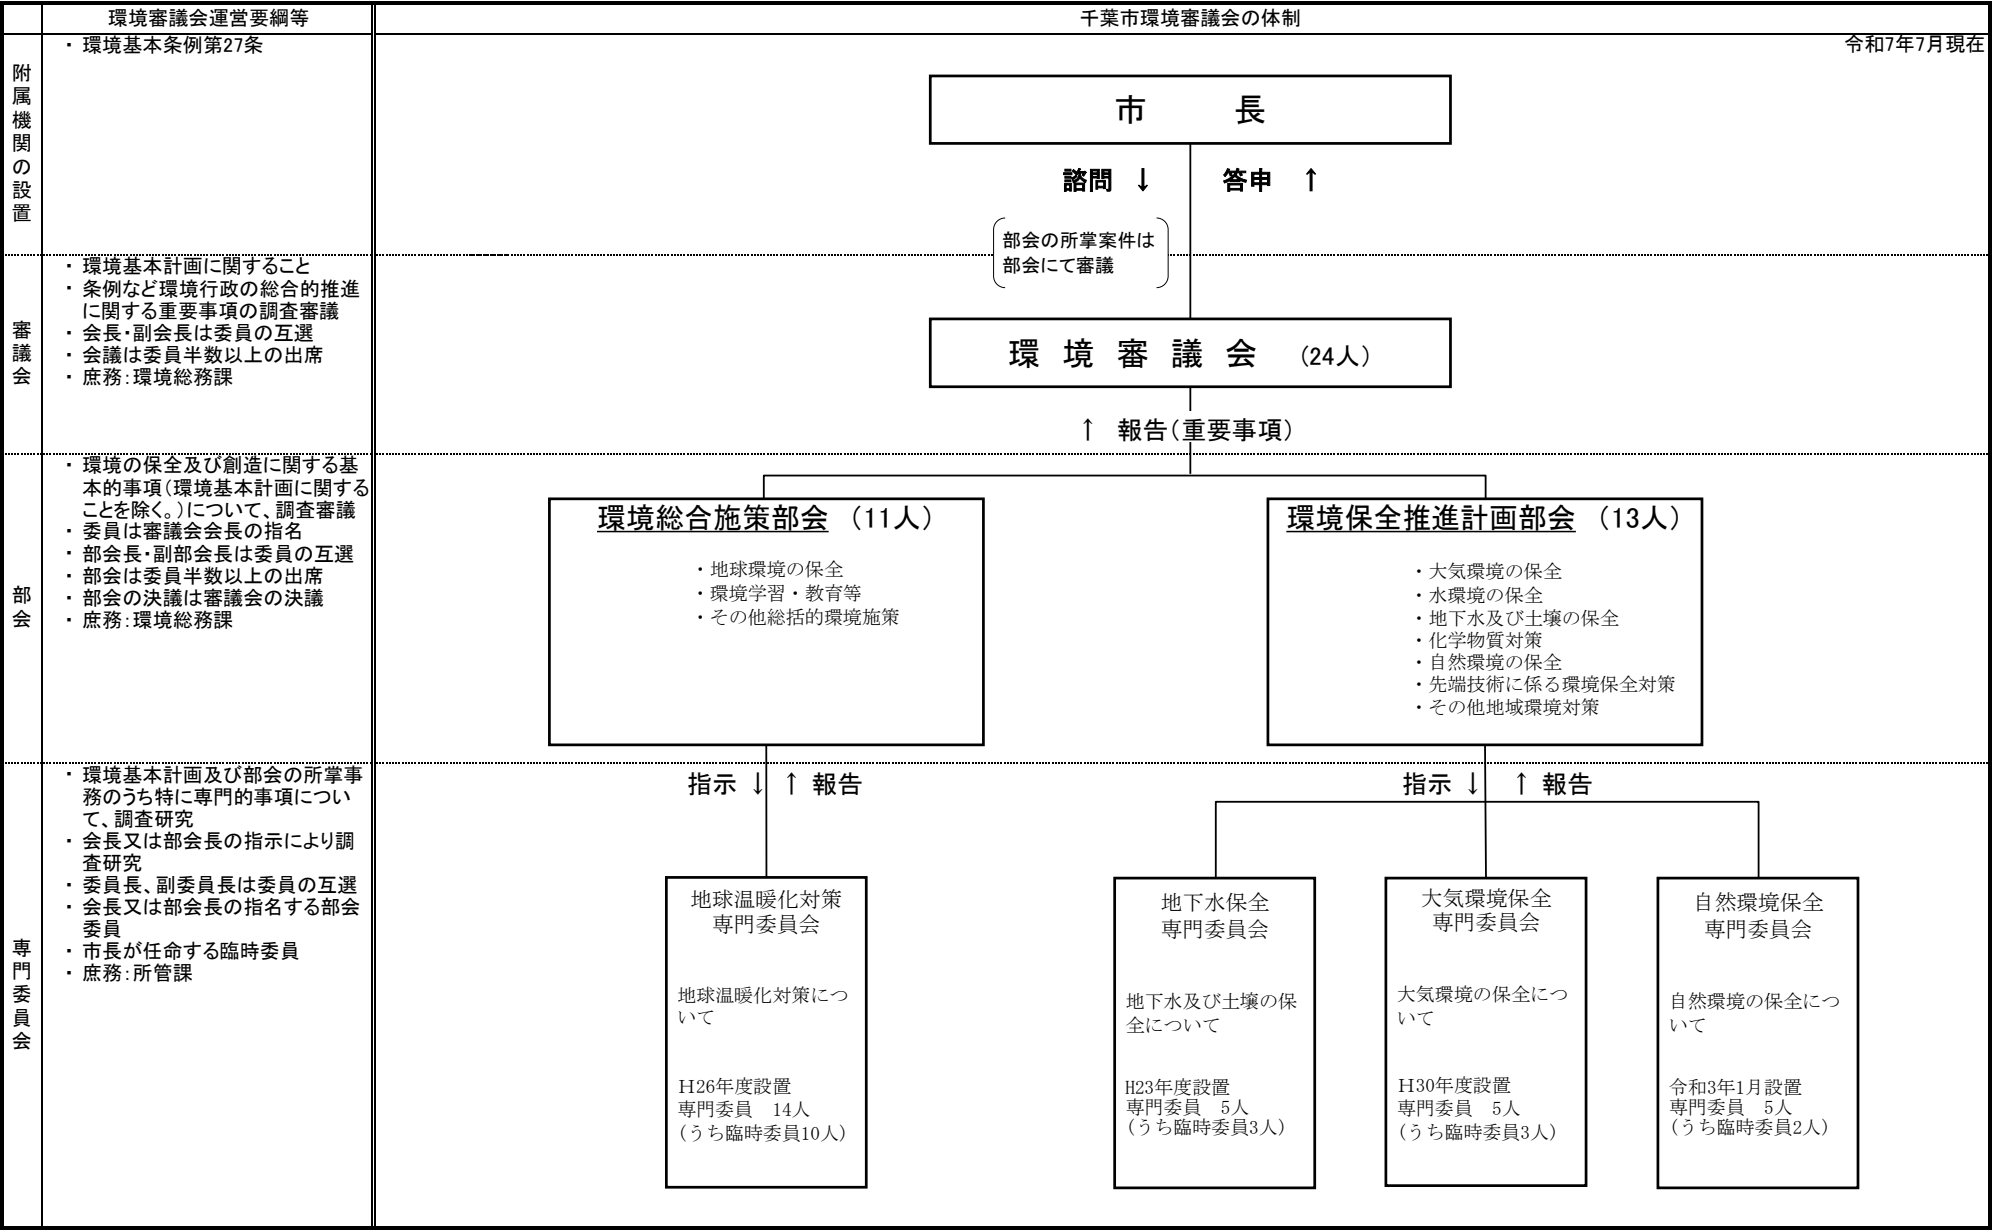 環境審議会運営要綱等
千葉市環境審議会の体制
附属機関の設置
・ 環境基本条例第27条
令和7年7月現在
市 長
諮問 ↓ 答申 ↑
部会の所掌案件は
部会にて審議
審議会
・ 環境基本計画に関すること
・ 条例など環境行政の総合的推進
に関する重要事項の調査審議
・ 会長・副会長は委員の互選
・ 会議は委員半数以上の出席
・ 庶務：環境総務課
環 境 審 議 会 （24人）
↑ 報告（重要事項）
部会
・ 環境の保全及び創造に関する基
本的事項（環境基本計画に関する
ことを除く。）について、調査審議
・ 委員は審議会会長の指名
・ 部会長・副部会長は委員の互選
・ 部会は委員半数以上の出席
・ 部会の決議は審議会の決議
・ 庶務：環境総務課
環境総合施策部会 （11人）
・地球環境の保全
・環境学習・教育等
・その他総括的環境施策
環境保全推進計画部会 （13人）
・大気環境の保全
・水環境の保全
・地下水及び土壌の保全
・化学物質対策
・自然環境の保全
・先端技術に係る環境保全対策
・その他地域環境対策
専門委員会
・ 環境基本計画及び部会の所掌事
務のうち特に専門的事項につい
て、調査研究
・ 会長又は部会長の指示により調
査研究
・ 委員長、副委員長は委員の互選
・ 会長又は部会長の指名する部会
委員
・ 市長が任命する臨時委員
・ 庶務：所管課
指示 ↓ ↑ 報告
指示 ↓ ↑ 報告
地球温暖化対策
専門委員会
地球温暖化対策につ
いて
Ｈ26年度設置
専門委員 14人
(うち臨時委員10人)
地下水保全
専門委員会
地下水及び土壌の保
全について
H23年度設置
専門委員 5人
(うち臨時委員3人)
大気環境保全
専門委員会
大気環境の保全につ
いて
Ｈ30年度設置
専門委員 5人
(うち臨時委員3人)
自然環境保全
専門委員会
自然環境の保全につ
いて
令和3年1月設置
専門委員 5人
(うち臨時委員2人)